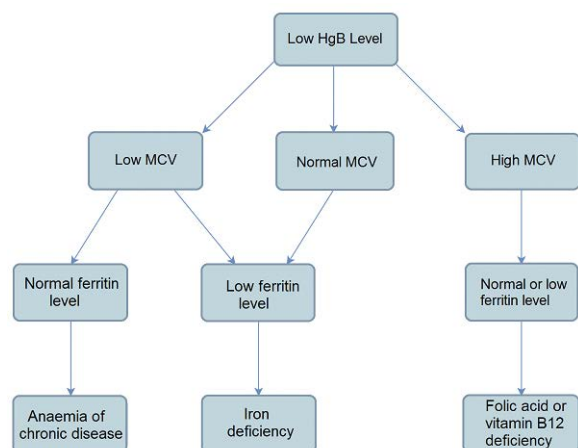 Low HgB Level
Low MCV
Normal MCV
High MCV
Normal ferritin
level
Low ferritin
level
Normal or low
ferritin level
Anaemia of
chronic disease
Iron
deficiency
Folic acid or
vitamin B12
deficiency